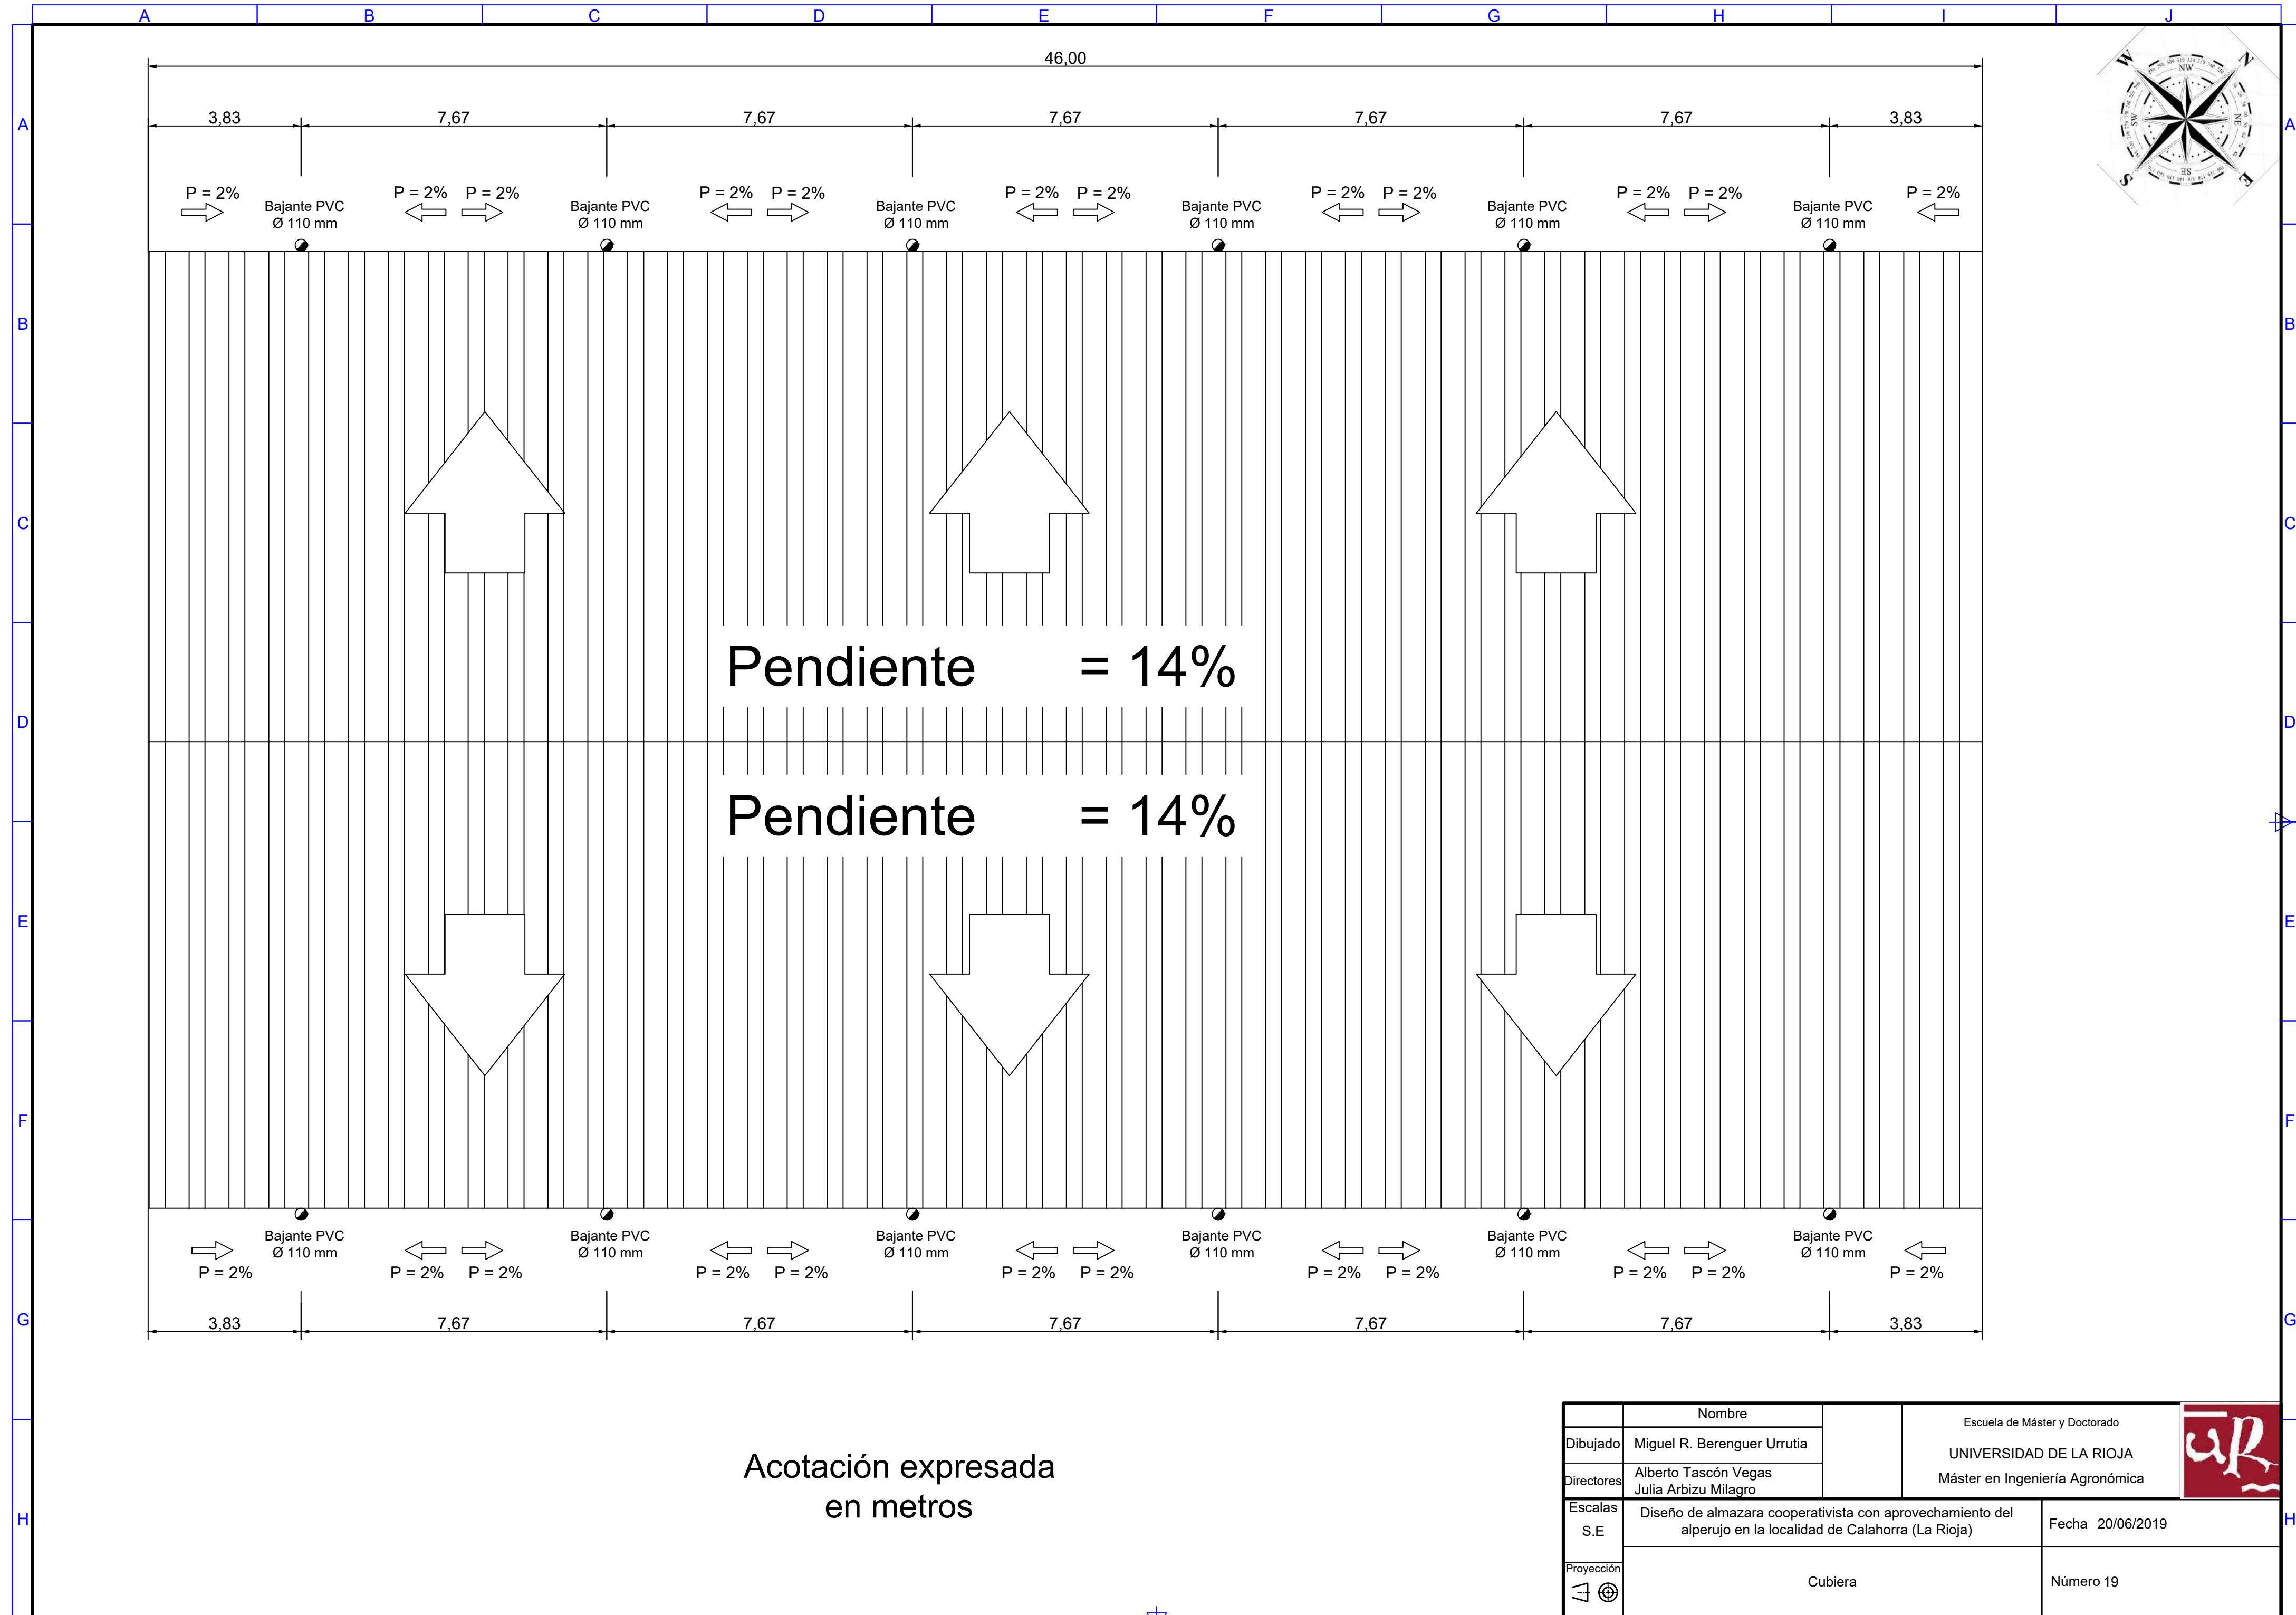 A B C D E F G H I J
46,00
3,83 7,67 7,67 7,67 7,67 7,67 3,83
A A
W N
NW
SW NE
SE
S E
P = 2% P = 2% P = 2% P = 2% P = 2% P = 2% P = 2% P = 2% P = 2% P = 2% P = 2% P = 2%
Bajante PVC Bajante PVC Bajante PVC Bajante PVC Bajante PVC Bajante PVC
Ø 110 mm Ø 110 mm Ø 110 mm Ø 110 mm Ø 110 mm Ø 110 mm
B B
C C
Pendiente = 14%
D D
Pendiente = 14%
E E
F F
Bajante PVC Bajante PVC Bajante PVC Bajante PVC Bajante PVC Bajante PVC
Ø 110 mm Ø 110 mm Ø 110 mm Ø 110 mm Ø 110 mm Ø 110 mm
P = 2% P = 2% P = 2% P = 2% P = 2% P = 2% P = 2% P = 2% P = 2% P = 2% P = 2% P = 2%
G G
3,83 7,67 7,67 7,67 7,67 7,67 3,83
Acotación expresada
en metros
H H
Nombre
Dibujado Miguel R. Berenguer Urrutia
Directores Alberto Tascón Vegas
Julia Arbizu Milagro
Escuela de Máster y Doctorado
UNIVERSIDAD DE LA RIOJA
Máster en Ingeniería Agronómica
uR
Escalas
S.E
Diseño de almazara cooperativista con aprovechamiento del
alperujo en la localidad de Calahorra (La Rioja)
Fecha 20/06/2019
Proyección
Cubiera
Número 19